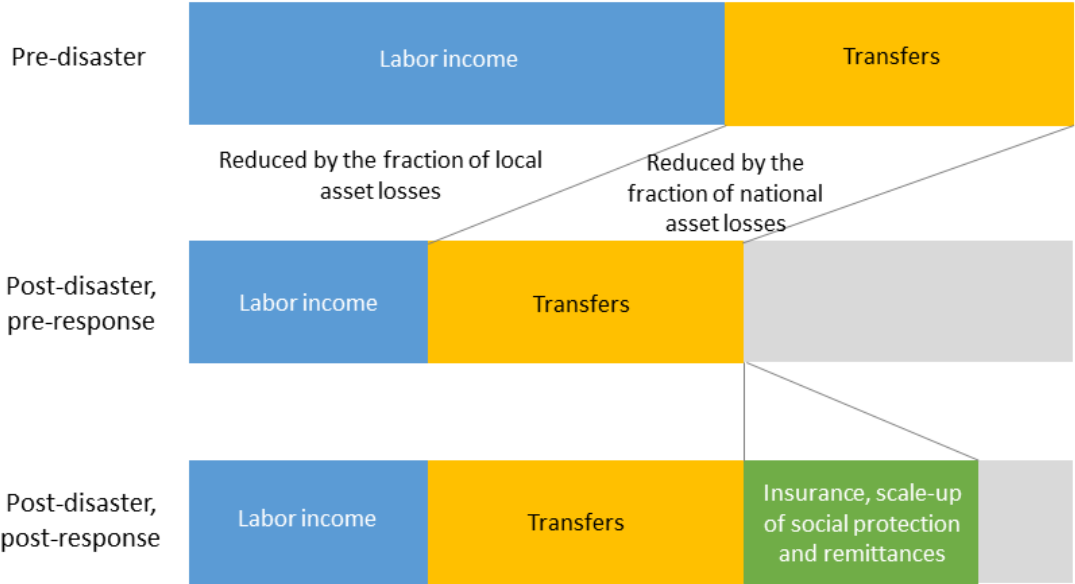 Pre-disaster
Labor income
Transfers
Reduced by the fraction of local
asset losses
Reduced by the
fraction of national
asset losses
Post-disaster,
pre-response
Labor income
Transfers
Post-disaster,
post-response
Labor income
Transfers
Insurance, scale-up
of social protection
and remittances